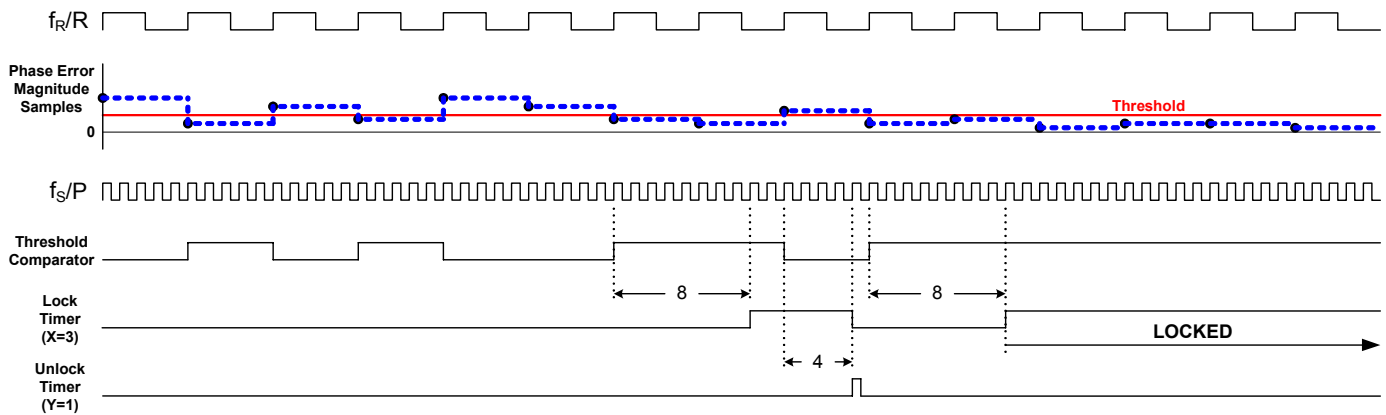 fR/R
Phase Error
Magnitude
Samples
Threshold
0
fS/P
Threshold
Comparator
8
8
Lock
Timer
(X=3)
LOCKED
4
Unlock
Timer
(Y=1)